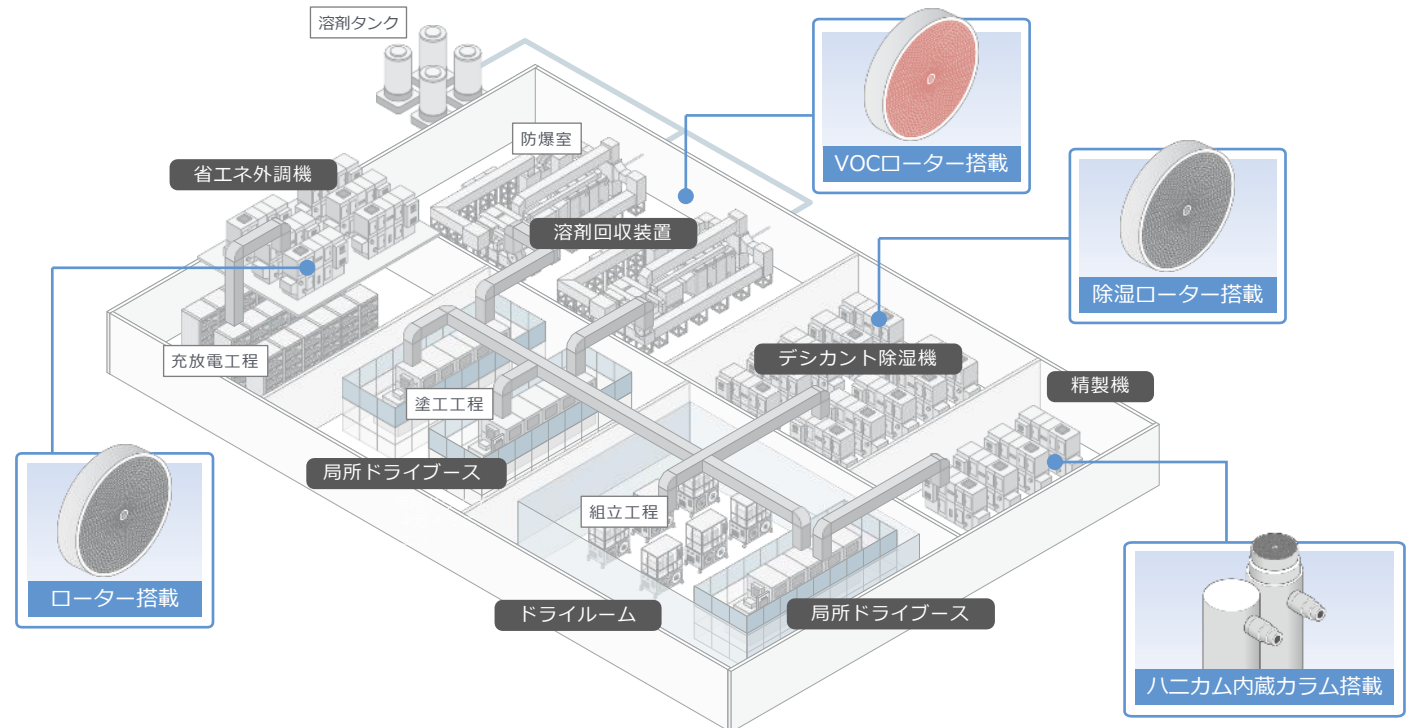 溶剤タンク
防爆室
省エネ外調機
VOCローター搭載
溶剤回収装置
除湿ローター搭載
充放電工程
デシカント除湿機
精製機
塗工工程
局所ドライブース
組立工程
ローター搭載
ドライルーム
局所ドライブース
ハニカム内蔵カラム搭載